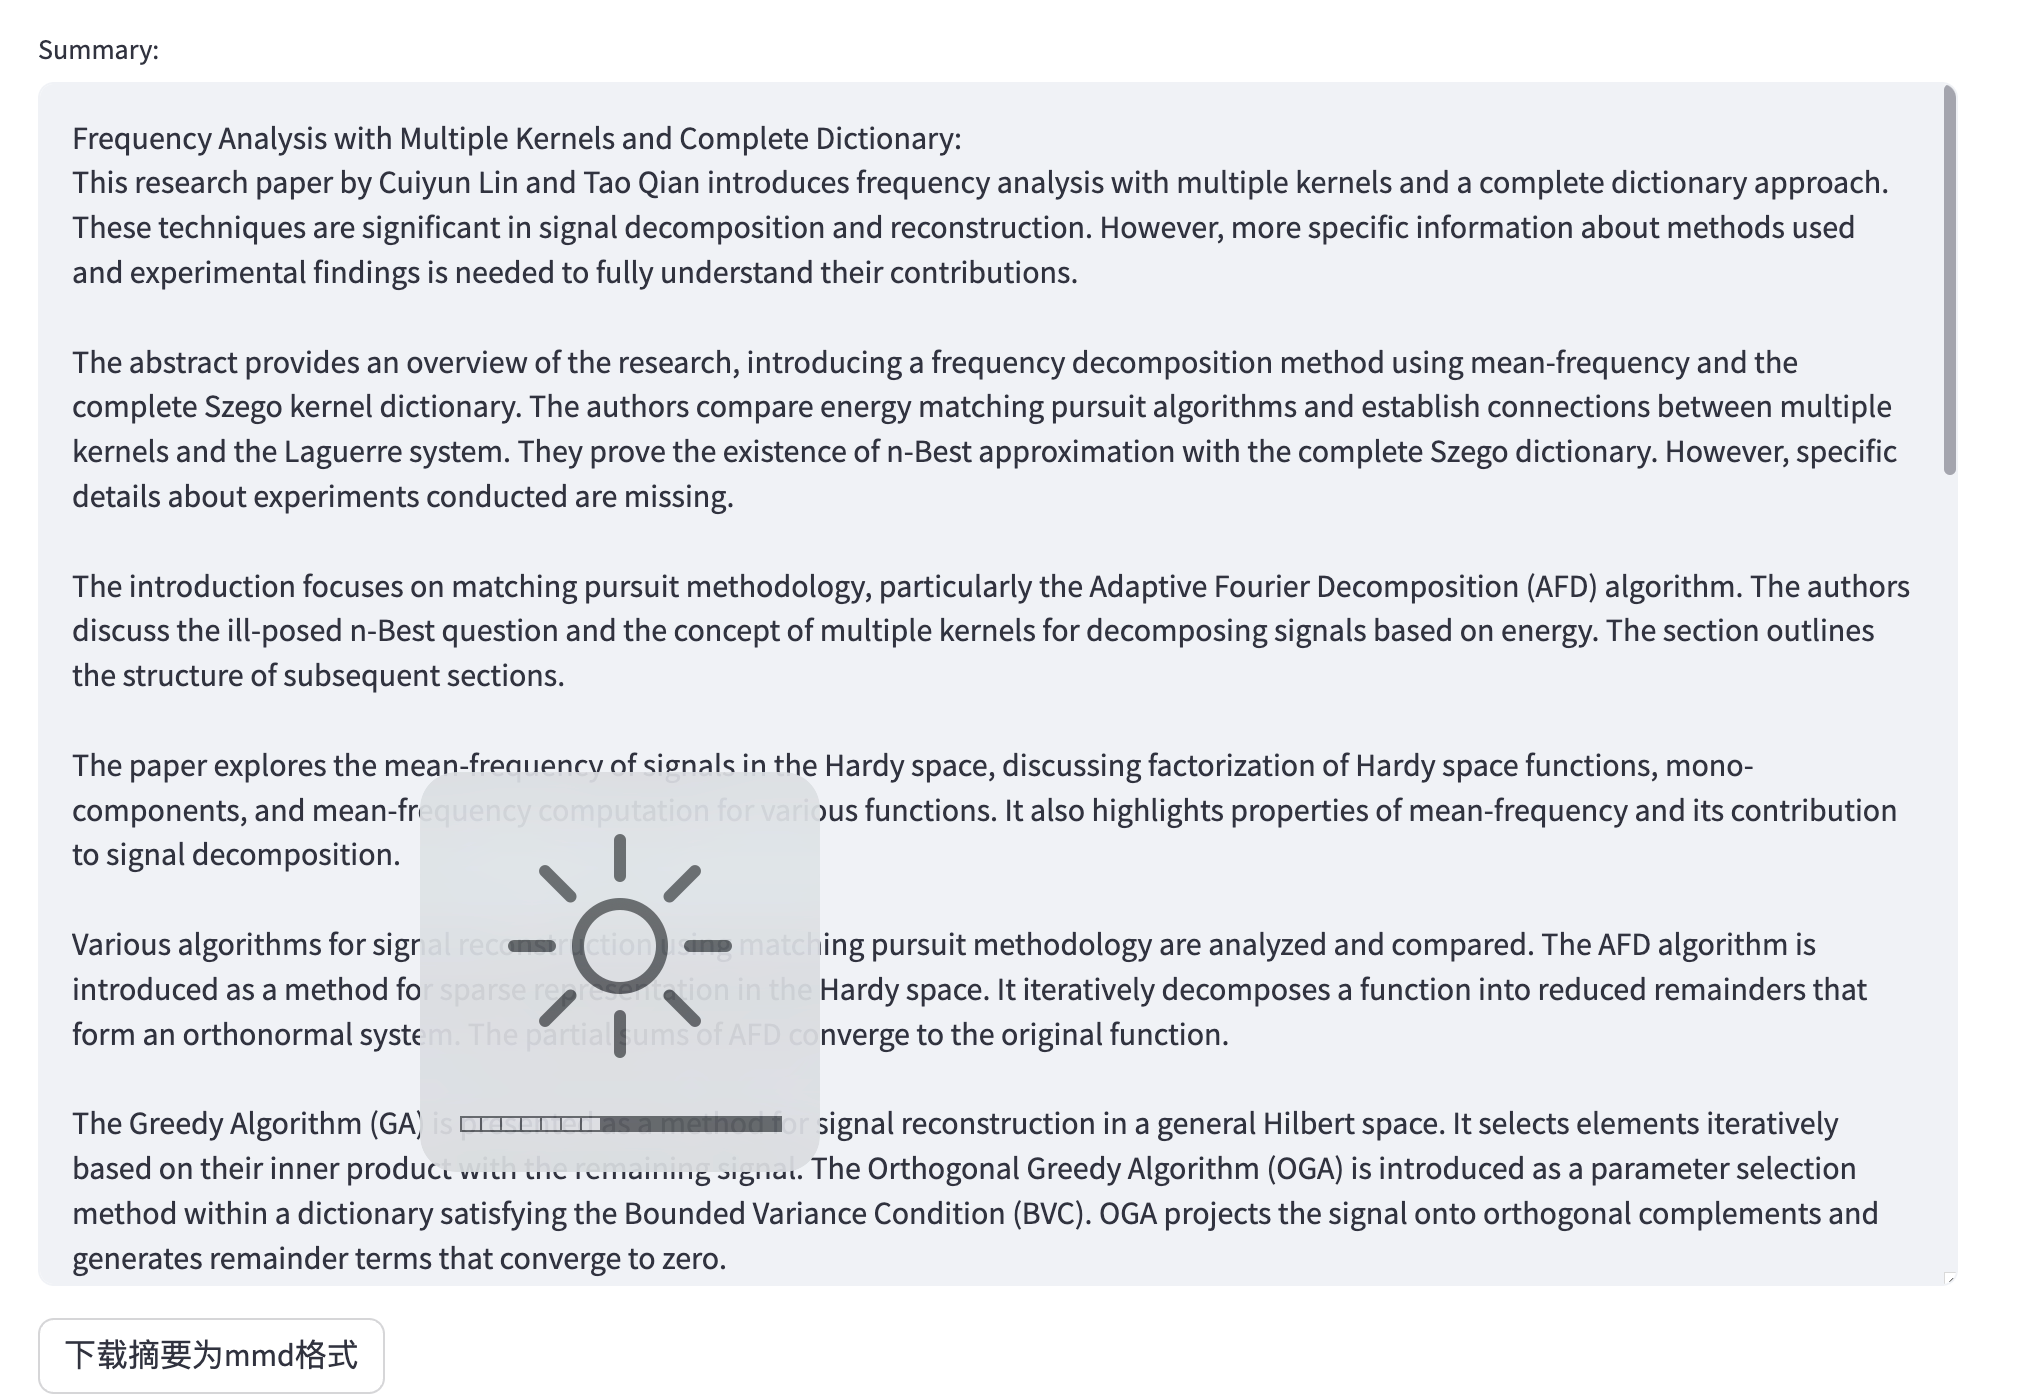 Summary:
Frequency Analysis with Multiple Kernels and Complete Dictionary:
This research paper by Cuiyun Lin and Tao Qian introduces frequency analysis with multiple kernels and a complete dictionary approach.
These techniques are significant in signal decomposition and reconstruction. However, more specific information about methods used
and experimental findings is needed to fully understand their contributions.
The abstract provides an overview of the research, introducing a frequency decomposition method using mean-frequency and the
complete Szego kernel dictionary. The authors compare energy matching pursuit algorithms and establish connections between multiple
kernels and the Laguerre system. They prove the existence of n-Best approximation with the complete Szego dictionary. However, specific
details about experiments conducted are missing.
The introduction focuses on matching pursuit methodology, particularly the Adaptive Fourier Decomposition (AFD) algorithm. The authors
discuss the ill-posed n-Best question and the concept of multiple kernels for decomposing signals based on energy. The section outlines
the structure of subsequent sections.
The paper explores the mean-frequency of signals in the Hardy space, discussing factorization of Hardy space functions, mono-
components, and mean-frequency computation for various functions. It also highlights properties of mean-frequency and its contribution
to signal decomposition.
Various algorithms for signal reconstruction using matching pursuit methodology are analyzed and compared. The AFD algorithm is
introduced as a method for sparse representation in the Hardy space. It iteratively decomposes a function into reduced remainders that
form an orthonormal system. The partial sums of AFD converge to the original function.
The Greedy Algorithm (GA) is presented as a method for signal reconstruction in a general Hilbert space. It selects elements iteratively
based on their inner product with the remaining signal. The Orthogonal Greedy Algorithm (OGA) is introduced as a parameter selection
method within a dictionary satisfying the Bounded Variance Condition (BVC). OGA projects the signal onto orthogonal complements and
generates remainder terms that converge to zero.
下载摘要为mmd格式